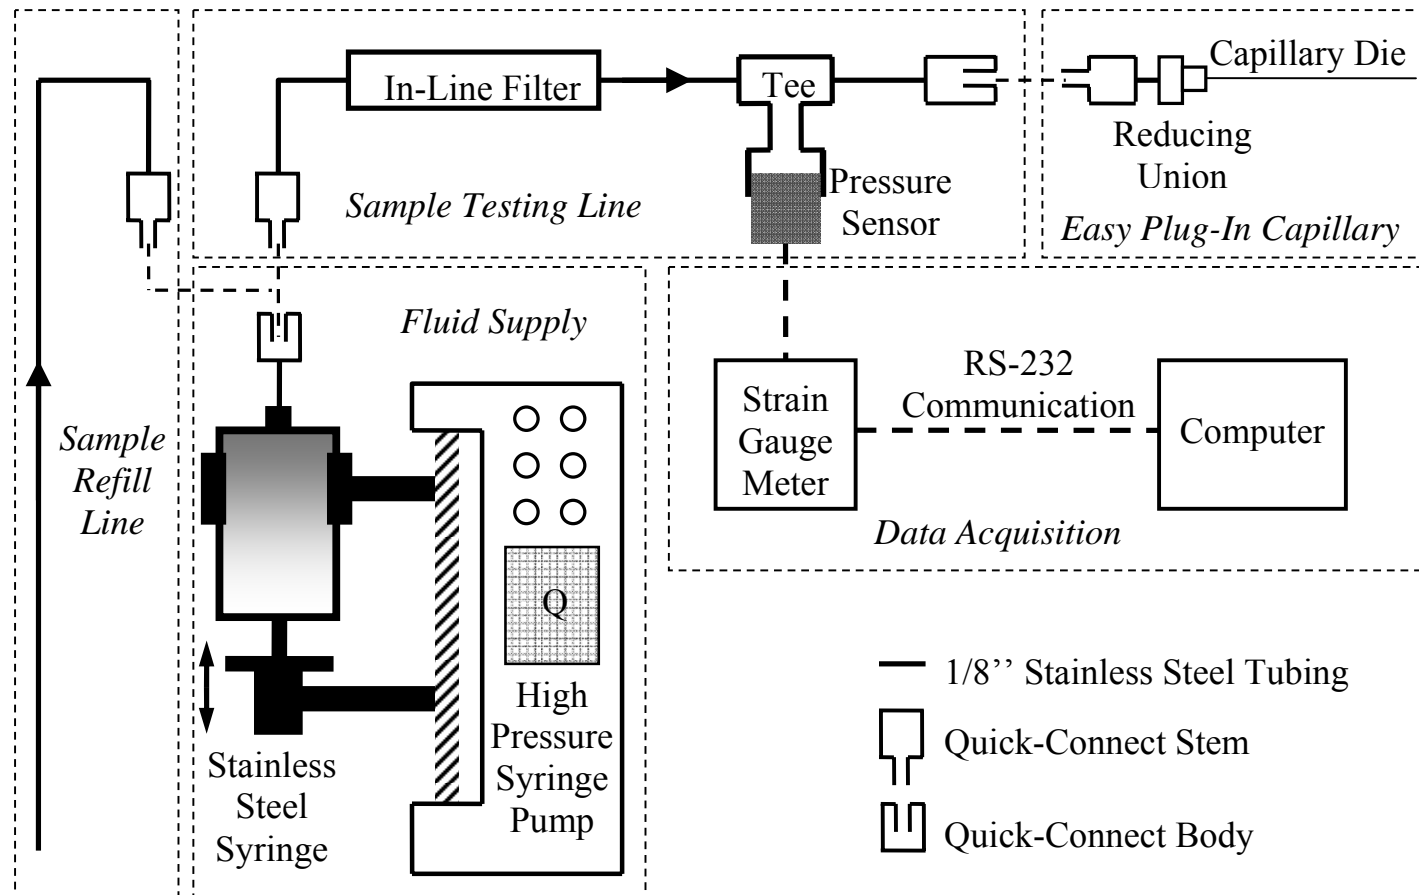 Capillary Die
In-Line Filter
Tee
Reducing
Union
Pressure
Sensor
Sample Testing Line
Easy Plug-In Capillary
Fluid Supply
RS-232
Communication
Strain
Gauge
Meter
Computer
Sample
Refill
Line
Data Acquisition
Q
High
Pressure
Syringe
Pump
Stainless
Steel
Syringe
1/8’’ Stainless Steel Tubing
Quick-Connect Stem
Quick-Connect Body